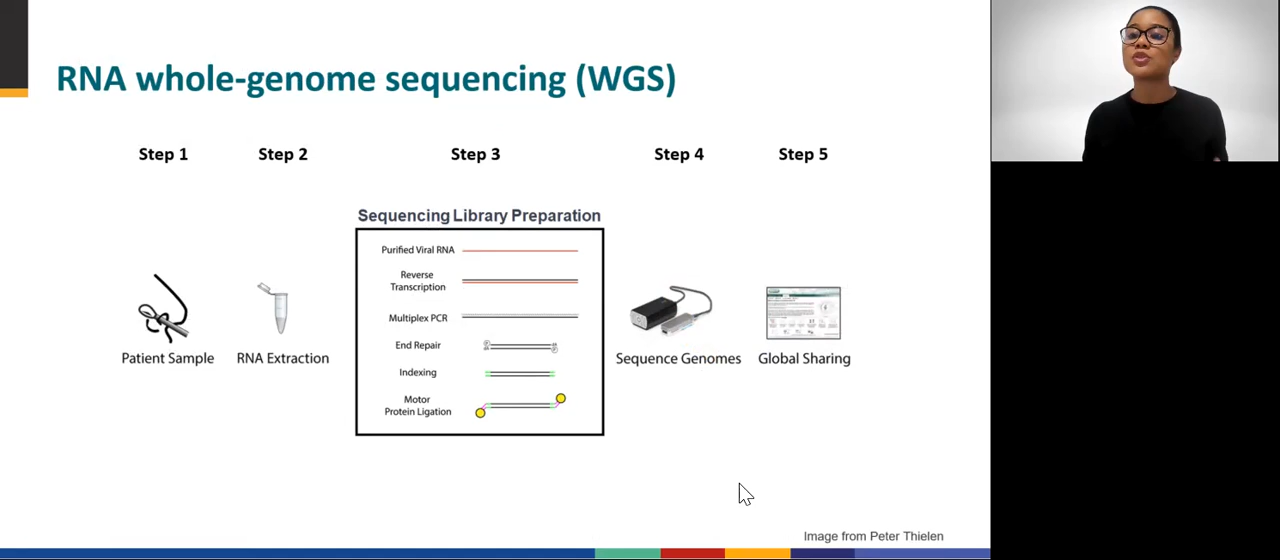 RNA whole-genome sequencing (WGS)
Step 1
Step 2
Step 3
Step 4
Step 5
Sequencing Library Preparation
Purified Viral RNA
Reverse
Transcription
Multiplex PCR
End Repair
Indexing
Motor
Protein Ligation
Patient Sample
RNA Extraction
Sequence Genomes
Global Sharing
Image from Peter Thielen